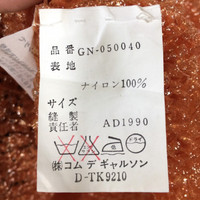 品番 GN-050040
表地
ナイロン100%
サイズ
縫製
責任者 AD1990
㈱コム デ ギャルソン
D-TK9210